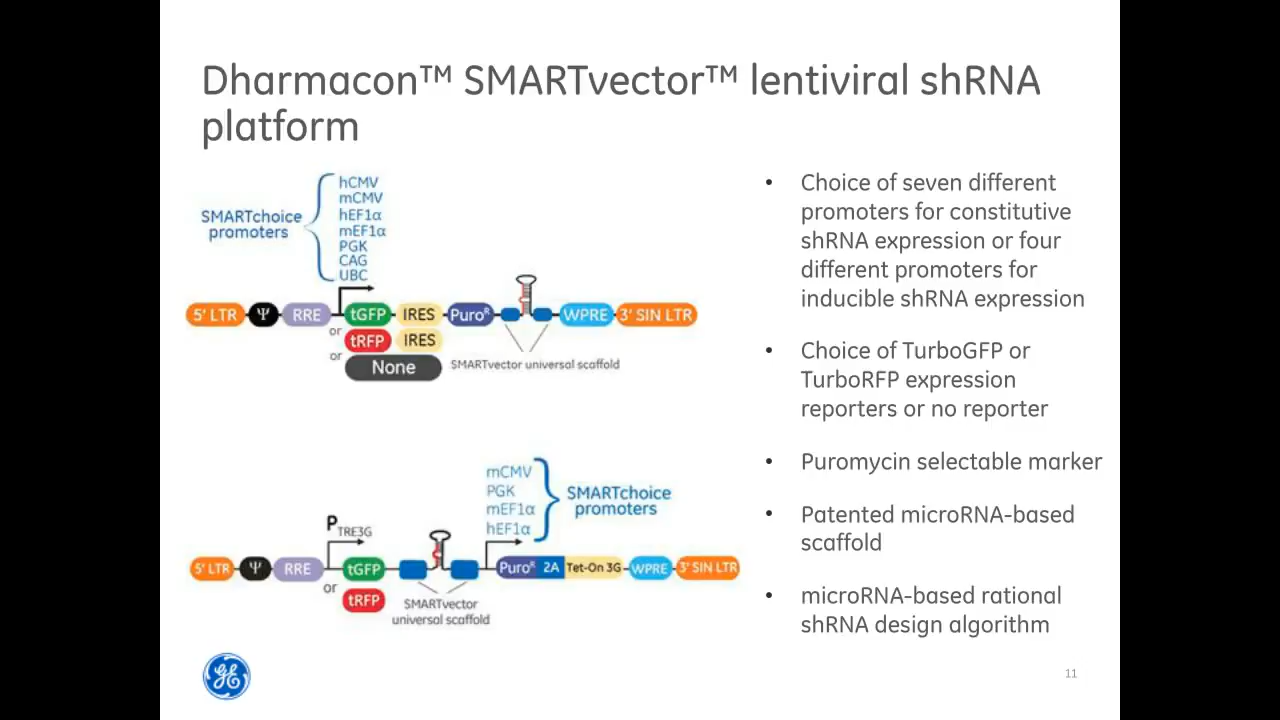 Dharmacon™ SMARTvector™ lentiviral shRNA
platform
hCMV
mCMV
hEF1α
mEF1α
PGK
CAG
UBC
SMARTchoice
promoters
5' LTR Ψ RRE tGFP IRES Puroᴿ WPRE 3' SIN LTR
or
tRFP IRES
or
None
SMARTvector universal scaffold
mCMV
PGK
mEF1α
hEF1α
SMARTchoice
promoters
P TRE3G
5' LTR Ψ RRE tGFP Puroᴿ 2A Tet-On 3G WPRE 3' SIN LTR
or
tRFP
SMARTvector
universal scaffold
• Choice of seven different
promoters for constitutive
shRNA expression or four
different promoters for
inducible shRNA expression
• Choice of TurboGFP or
TurboRFP expression
reporters or no reporter
• Puromycin selectable marker
• Patented microRNA-based
scaffold
• microRNA-based rational
shRNA design algorithm
GE
11